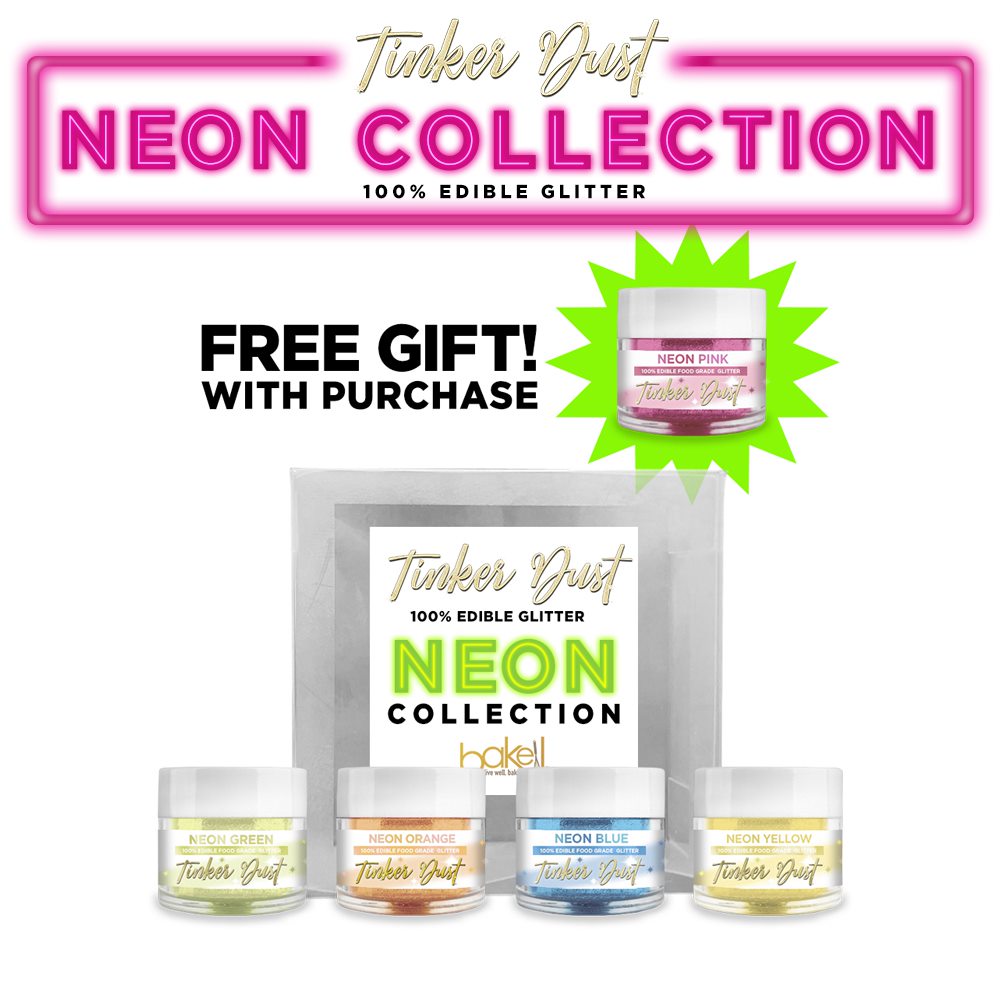 Tinker Dust
NEON COLLECTION
100% EDIBLE GLITTER
FREE GIFT!
WITH PURCHASE
NEON PINK
100% EDIBLE FOOD GRADE GLITTER
Tinker Dust
Tinker Dust
100% EDIBLE GLITTER
NEON
COLLECTION
bakell
NEON GREEN
100% EDIBLE FOOD GRADE GLITTER
Tinker Dust
NEON ORANGE
100% EDIBLE FOOD GRADE GLITTER
Tinker Dust
NEON BLUE
100% EDIBLE FOOD GRADE GLITTER
Tinker Dust
NEON YELLOW
100% EDIBLE FOOD GRADE GLITTER
Tinker Dust